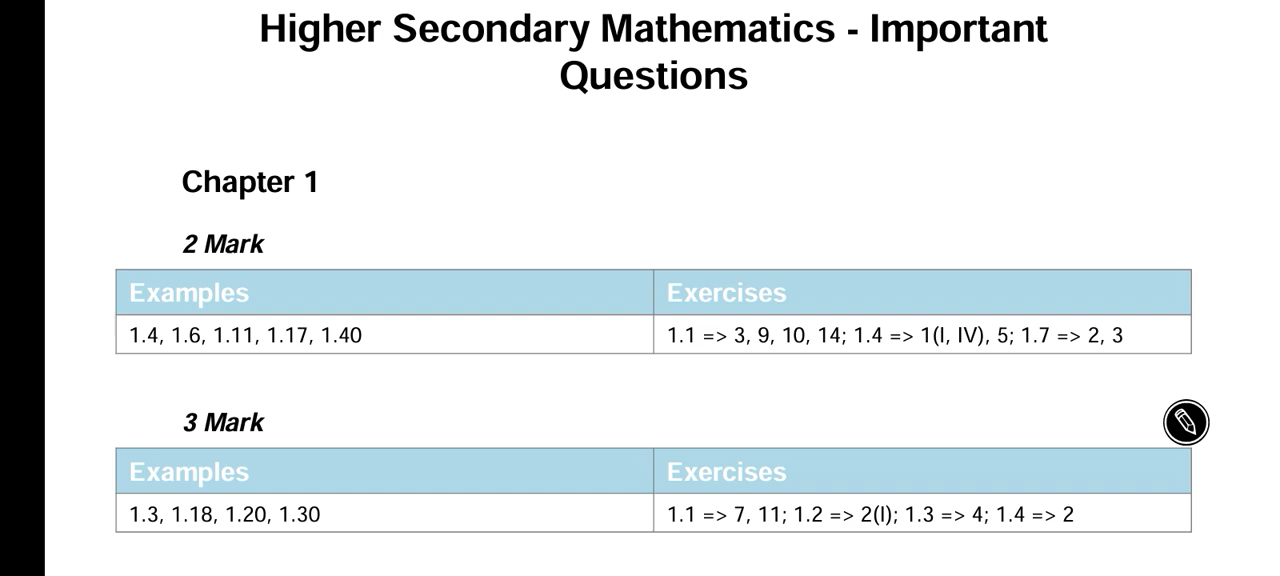 Higher Secondary Mathematics - Important
Questions
Chapter 1
2 Mark
Examples Exercises
1.4, 1.6, 1.11, 1.17, 1.40 1.1 => 3, 9, 10, 14; 1.4 => 1(I, IV), 5; 1.7 => 2, 3
3 Mark
Examples Exercises
1.3, 1.18, 1.20, 1.30 1.1 => 7, 11; 1.2 => 2(I); 1.3 => 4; 1.4 => 2